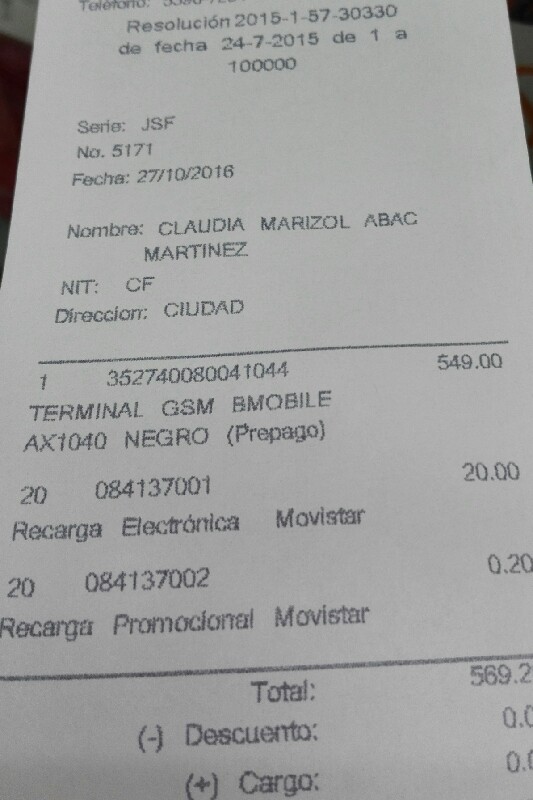 Teléfono:
Resolución 2015-1-57-30330
de fecha 24-7-2015 de 1 a
100000
Serie: JSF
No. 5171
Fecha: 27/10/2016
Nombre: CLAUDIA MARIZOL ABAC
MARTINEZ
NIT: CF
Direccion: CIUDAD
1 352740080041044 549.00
TERMINAL GSM BMOBILE
AX1040 NEGRO (Prepago)
20 084137001 20.00
Recarga Electrónica Movistar
20 084137002 0.20
Recarga Promocional Movistar
Total: 569.2
(-) Descuento: 0.0
(+) Cargo: 0.0